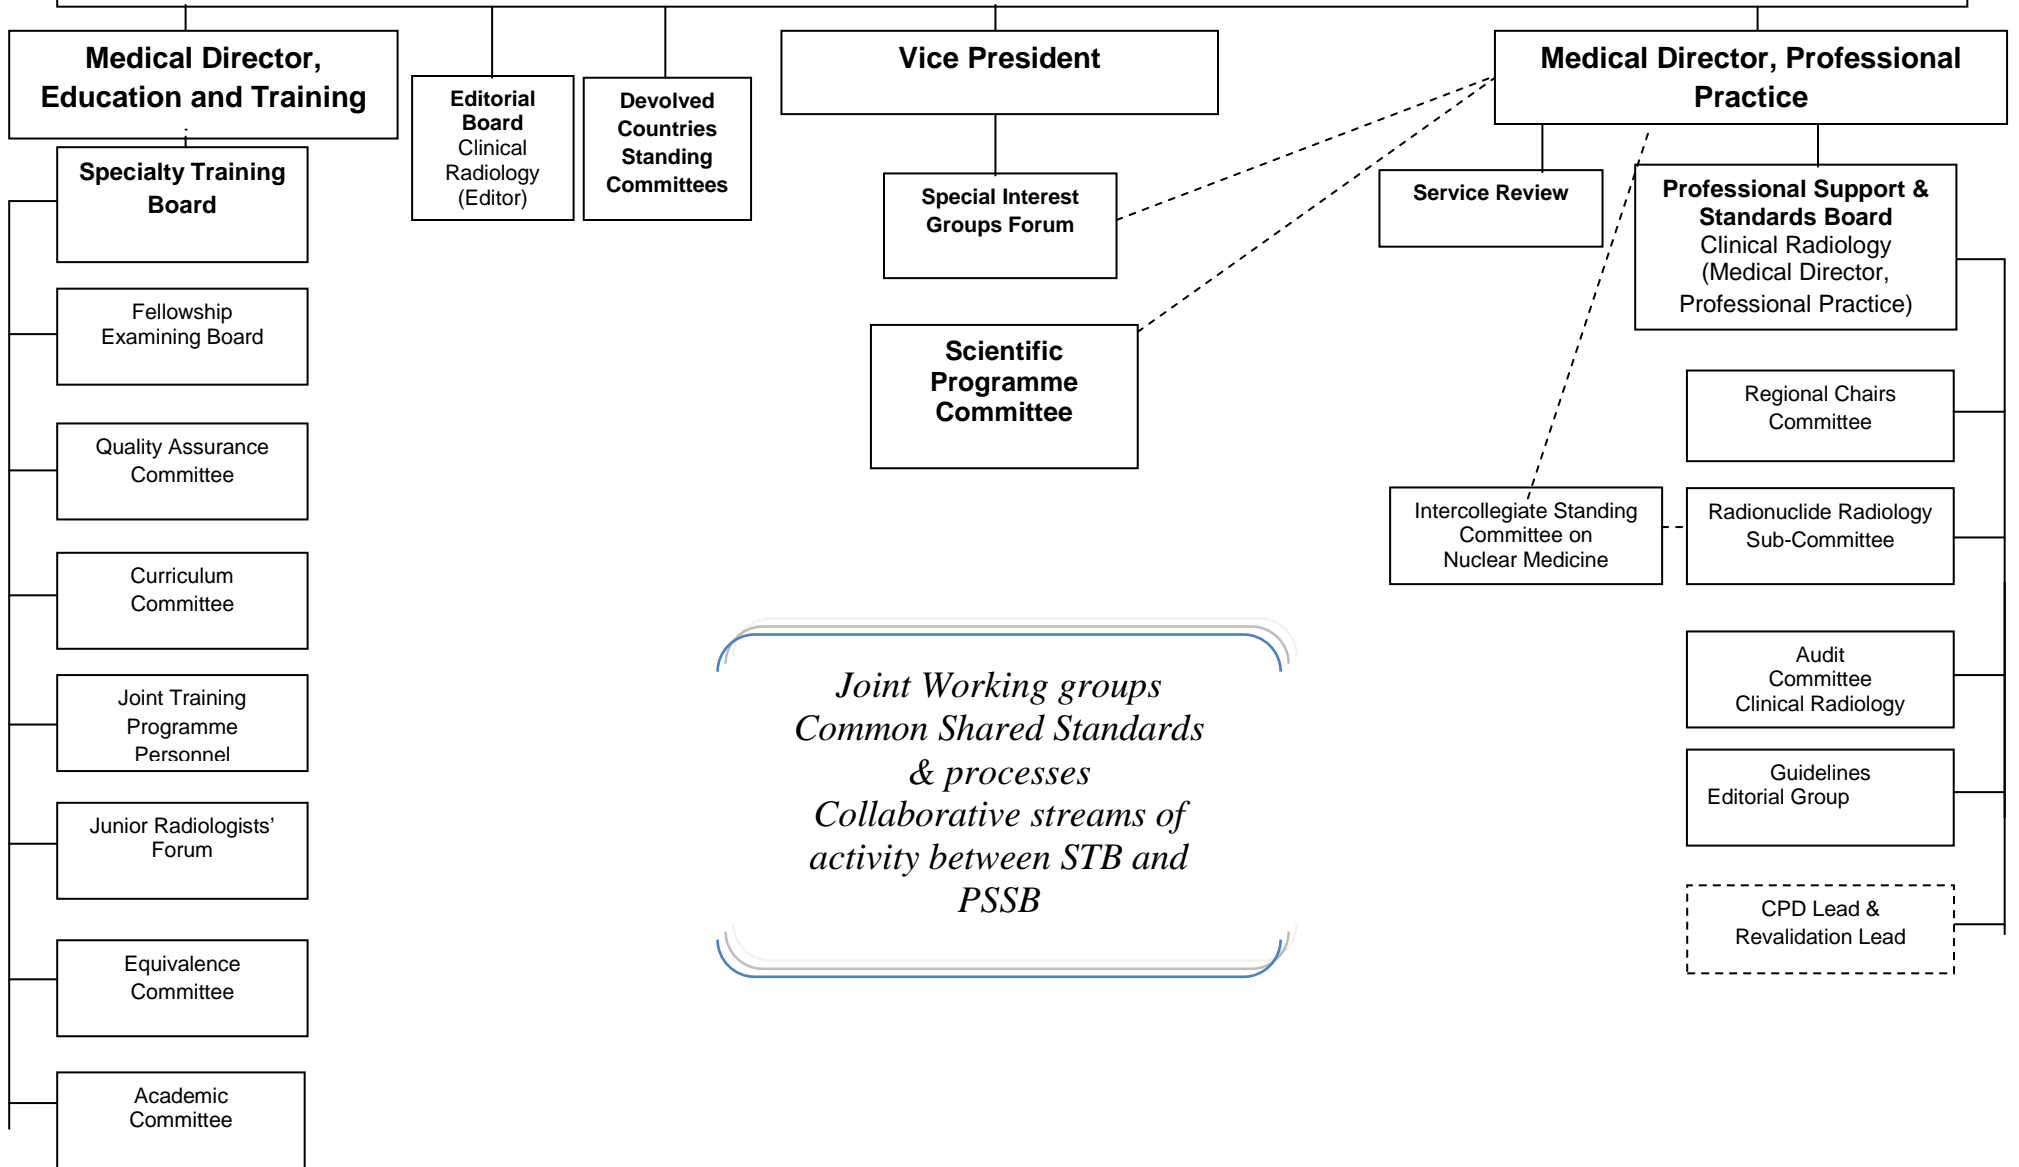 Medical Director,
Education and Training
.
Editorial
Board
Clinical
Radiology
(Editor)
Devolved
Countries
Standing
Committees
Vice President
Medical Director, Professional
Practice
Specialty Training
Board
Special Interest
Groups Forum
Service Review
Professional Support &
Standards Board
Clinical Radiology
(Medical Director,
Professional Practice)
Fellowship
Examining Board
Scientific
Programme
Committee
Regional Chairs
Committee
Quality Assurance
Committee
Intercollegiate Standing
Committee on
Nuclear Medicine
Radionuclide Radiology
Sub-Committee
Curriculum
Committee
Joint Working groups
Common Shared Standards
& processes
Collaborative streams of
activity between STB and
PSSB
Audit
Committee
Clinical Radiology
Joint Training
Programme
Personnel
Guidelines
Editorial Group
Junior Radiologists’
Forum
CPD Lead &
Revalidation Lead
Equivalence
Committee
Academic
Committee